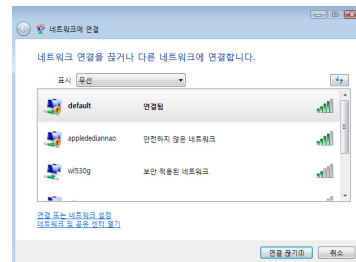 네트워크에 연결
네트워크 연결을 끊거나 다른 네트워크에 연결합니다.
표시 무선
default 연결됨
applediannao 안전하지 않은 네트워크
wl530g 보안 적용된 네트워크
연결 또는 네트워크 설정
네트워크 및 공유 센터 열기
연결 끊기(D) 취소